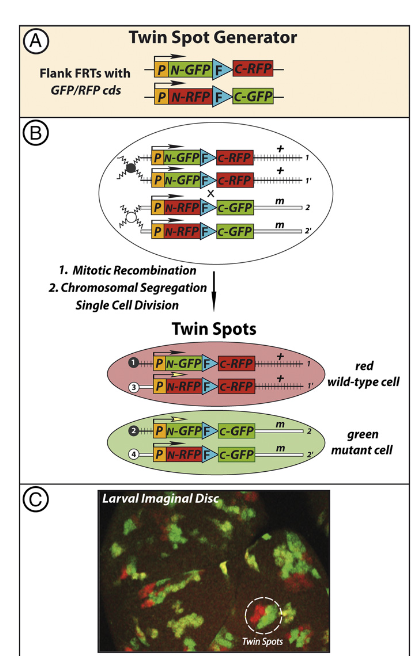 A
Twin Spot Generator
Flank FRTs with
GFP/RFP cds
P N-GFP F C-RFP
P N-RFP F C-GFP
B
P N-GFP F C-RFP + 1
P N-GFP F C-RFP + 1'
x
P N-RFP F C-GFP m 2
P N-RFP F C-GFP m 2'
1. Mitotic Recombination
2. Chromosomal Segregation
Single Cell Division
Twin Spots
1 P N-GFP F C-RFP + 1
3 P N-RFP F C-RFP + 1'
red
wild-type cell
2 P N-GFP F C-GFP m 2
4 P N-RFP F C-GFP m 2'
green
mutant cell
C
Larval Imaginal Disc
Twin Spots